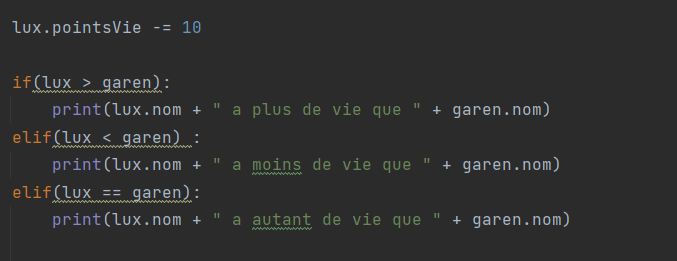 lux.pointsVie -= 10
if(lux > garen):
print(lux.nom + " a plus de vie que " + garen.nom)
elif(lux < garen) :
print(lux.nom + " a moins de vie que " + garen.nom)
elif(lux == garen):
print(lux.nom + " a autant de vie que " + garen.nom)